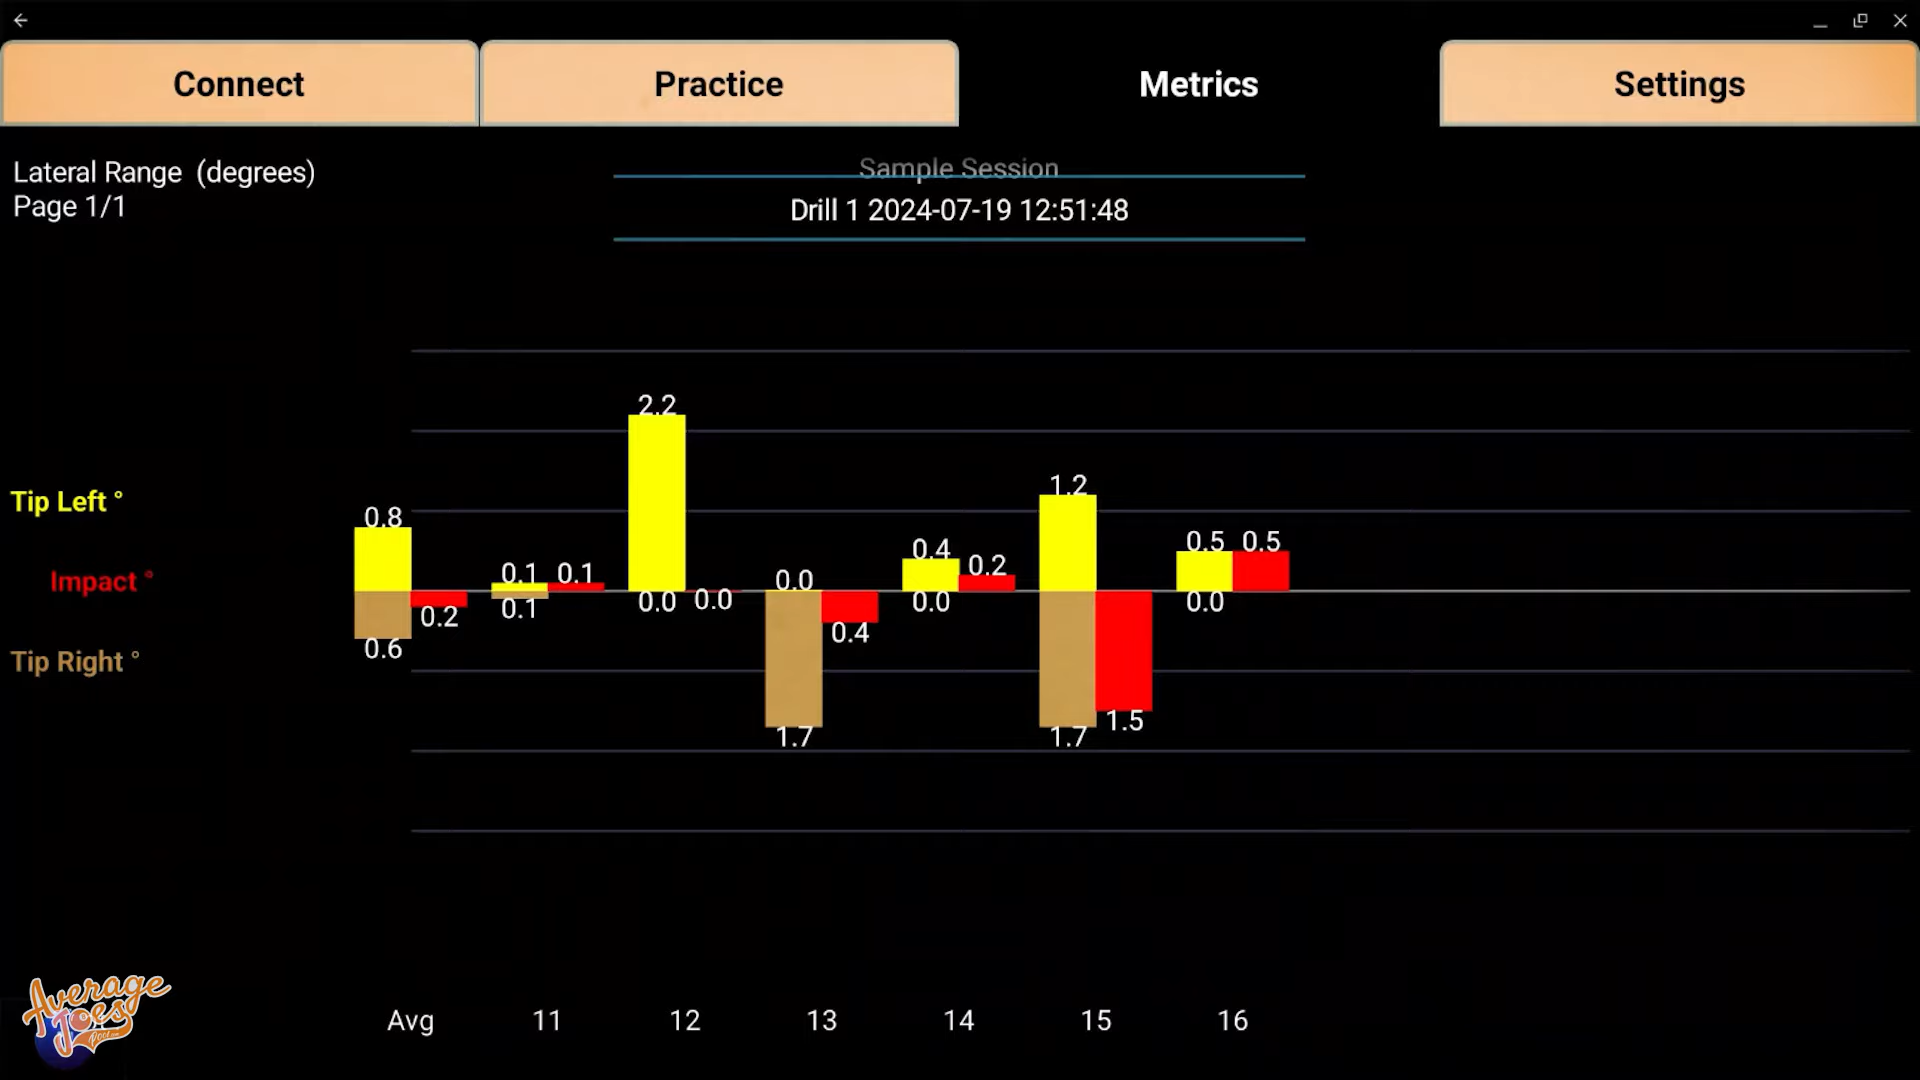 Connect
Practice
Metrics
Settings
Lateral Range (degrees)
Page 1/1
Sample Session
Drill 1 2024-07-19 12:51:48
2.2
1.2
Tip Left °
0.8
0.1 0.1
0.0
0.4
0.2
0.5 0.5
Impact °
0.2
0.1
0.0 0.0
0.4
0.0
0.0
Tip Right °
0.6
1.7
1.7
1.5
Avg 11 12 13 14 15 16
Average
Joes
Pool